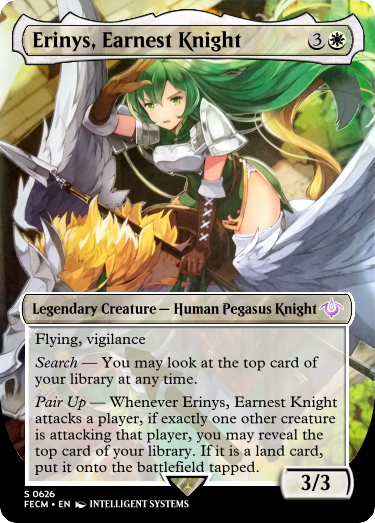 Erinys, Earnest Knight 3
Legendary Creature — Human Pegasus Knight
Flying, vigilance
Search — You may look at the top card of
your library at any time.
Pair Up — Whenever Erinys, Earnest Knight
attacks a player, if exactly one other creature
is attacking that player, you may reveal the
top card of your library. If it is a land card,
put it onto the battlefield tapped.
3/3
S 0626
FECM • EN INTELLIGENT SYSTEMS